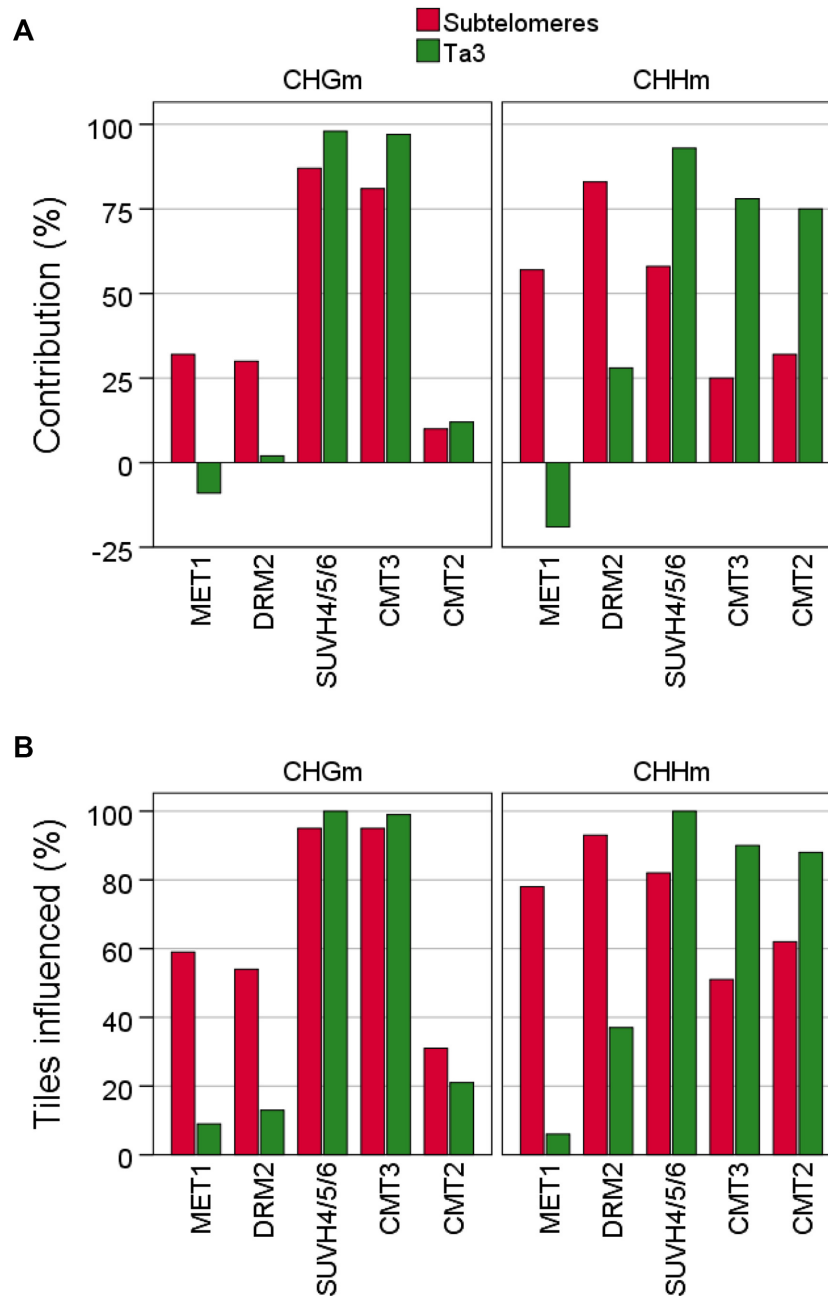 A
Subtelomeres
Ta3
CHGm
CHHm
Contribution (%)
100
75
50
25
0
-25
MET1
DRM2
SUVH4/5/6
CMT3
CMT2
MET1
DRM2
SUVH4/5/6
CMT3
CMT2
B
CHGm
CHHm
Tiles influenced (%)
100
80
60
40
20
0
MET1
DRM2
SUVH4/5/6
CMT3
CMT2
MET1
DRM2
SUVH4/5/6
CMT3
CMT2